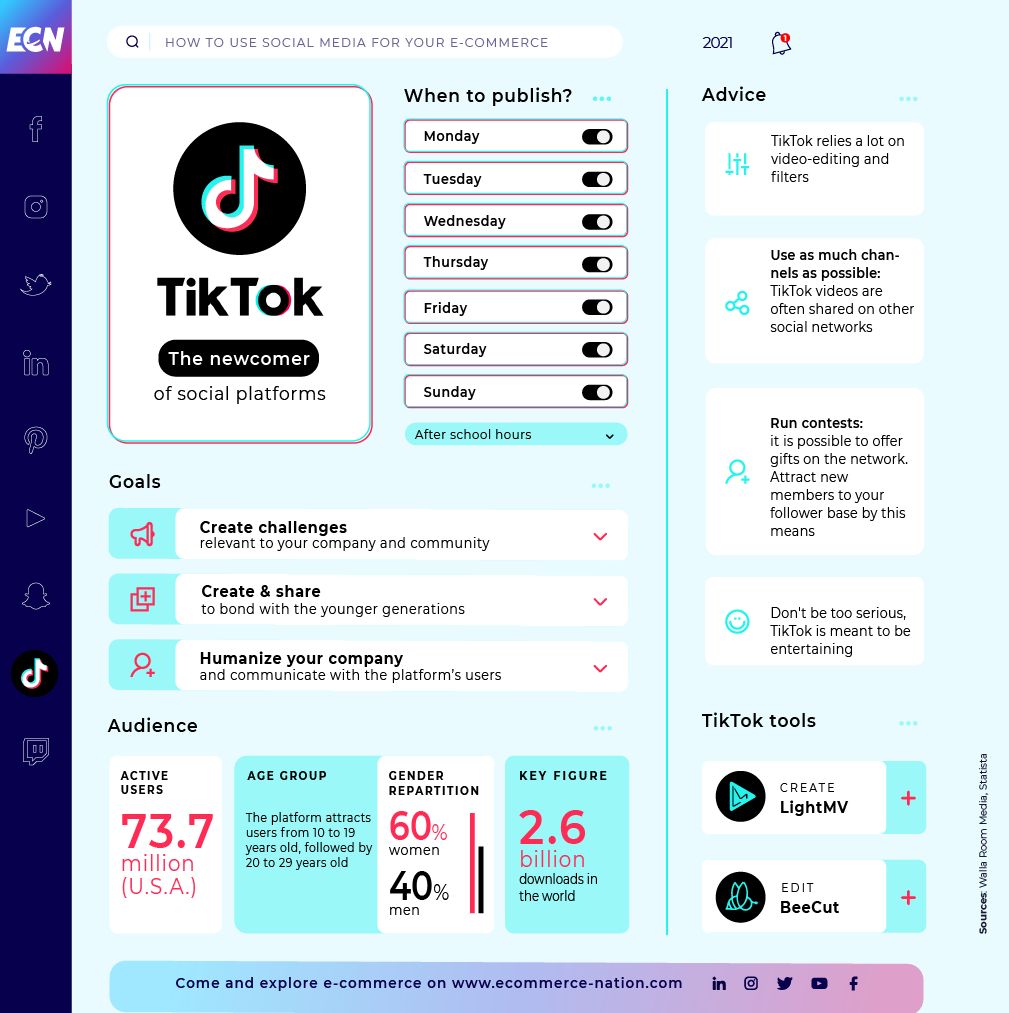 ECN
HOW TO USE SOCIAL MEDIA FOR YOUR E-COMMERCE
2021
1
TikTok
The newcomer
of social platforms
When to publish?
Monday
Tuesday
Wednesday
Thursday
Friday
Saturday
Sunday
After school hours
Goals
Create challenges
relevant to your company and community
Create & share
to bond with the younger generations
Humanize your company
and communicate with the platform’s users
Audience
ACTIVE
USERS
73.7
million
(U.S.A.)
AGE GROUP
The platform attracts
users from 10 to 19
years old, followed by
20 to 29 years old
GENDER
REPARTITION
60%
women
40%
men
KEY FIGURE
2.6
billion
downloads in
the world
Advice
TikTok relies a lot on
video-editing and
filters
Use as much chan-
nels as possible:
TikTok videos are
often shared on other
social networks
Run contests:
it is possible to offer
gifts on the network.
Attract new
members to your
follower base by this
means
Don't be too serious,
TikTok is meant to be
entertaining
TikTok tools
CREATE
LightMV
EDIT
BeeCut
Sources: Walla Room Media, Statista
Come and explore e-commerce on www.ecommerce-nation.com